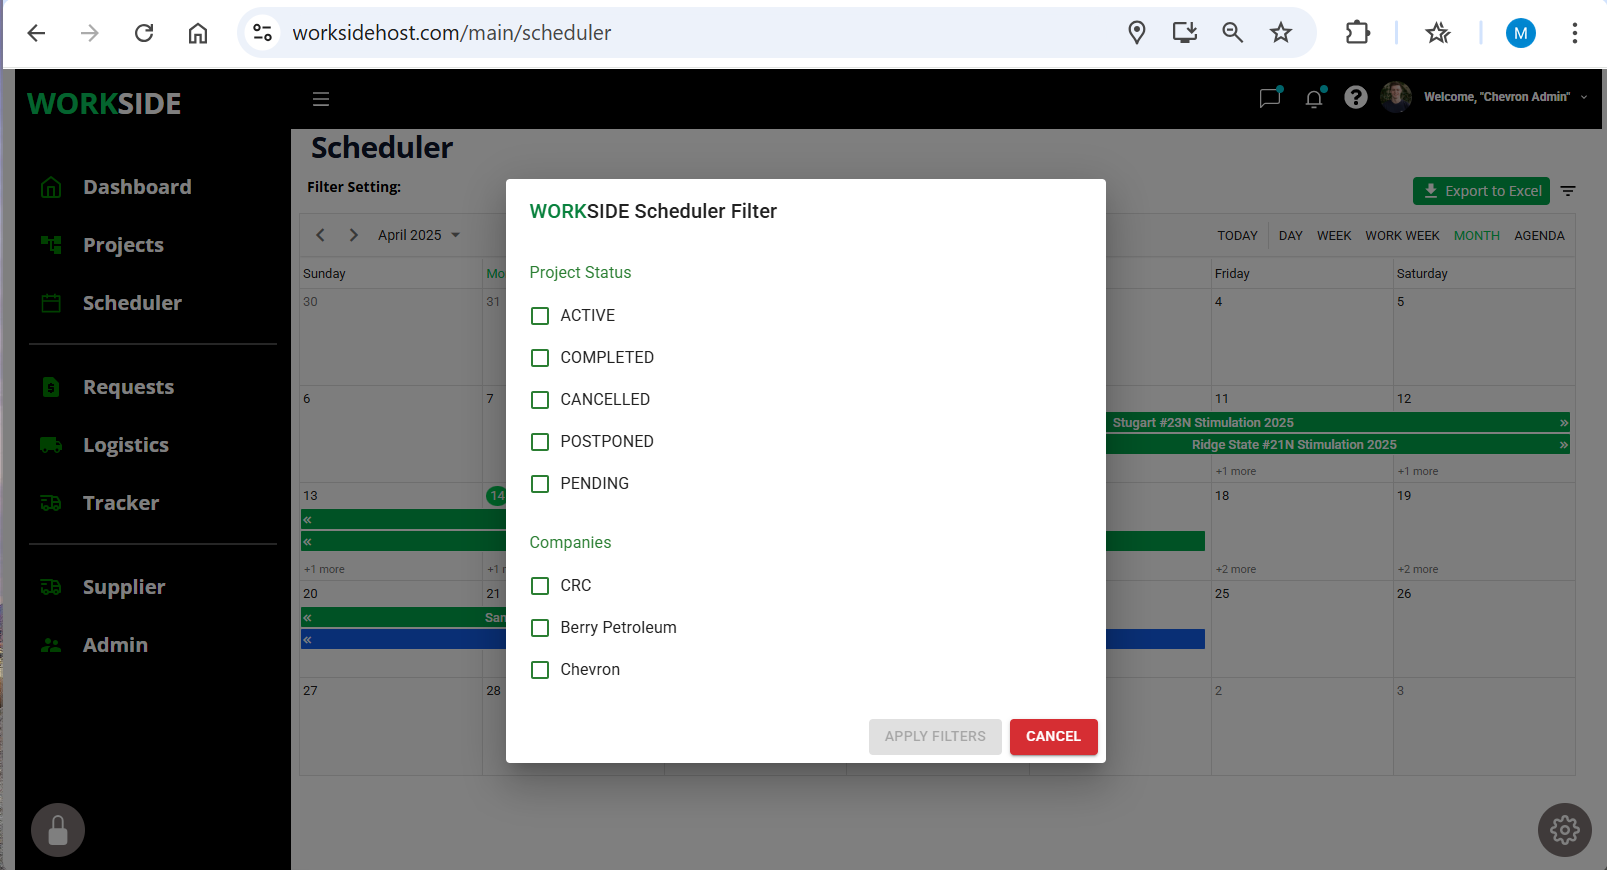 worksidehost.com/main/scheduler
M
WORKSIDE
Welcome, "Chevron Admin"
Dashboard
Projects
Scheduler
Requests
Logistics
Tracker
Supplier
Admin
Scheduler
Filter Setting:
Export to Excel
April 2025
TODAY DAY WEEK WORK WEEK MONTH AGENDA
Sunday Mo Friday Saturday
30 31 4 5
6 7 11 12
Stugart #23N Stimulation 2025 »
Ridge State #21N Stimulation 2025 »
+1 more +1 more
13 14 18 19
«
«
+1 more +1 r +2 more +2 more
20 21 25 26
« San
«
27 28 2 3
WORKSIDE Scheduler Filter
Project Status
ACTIVE
COMPLETED
CANCELLED
POSTPONED
PENDING
Companies
CRC
Berry Petroleum
Chevron
APPLY FILTERS CANCEL